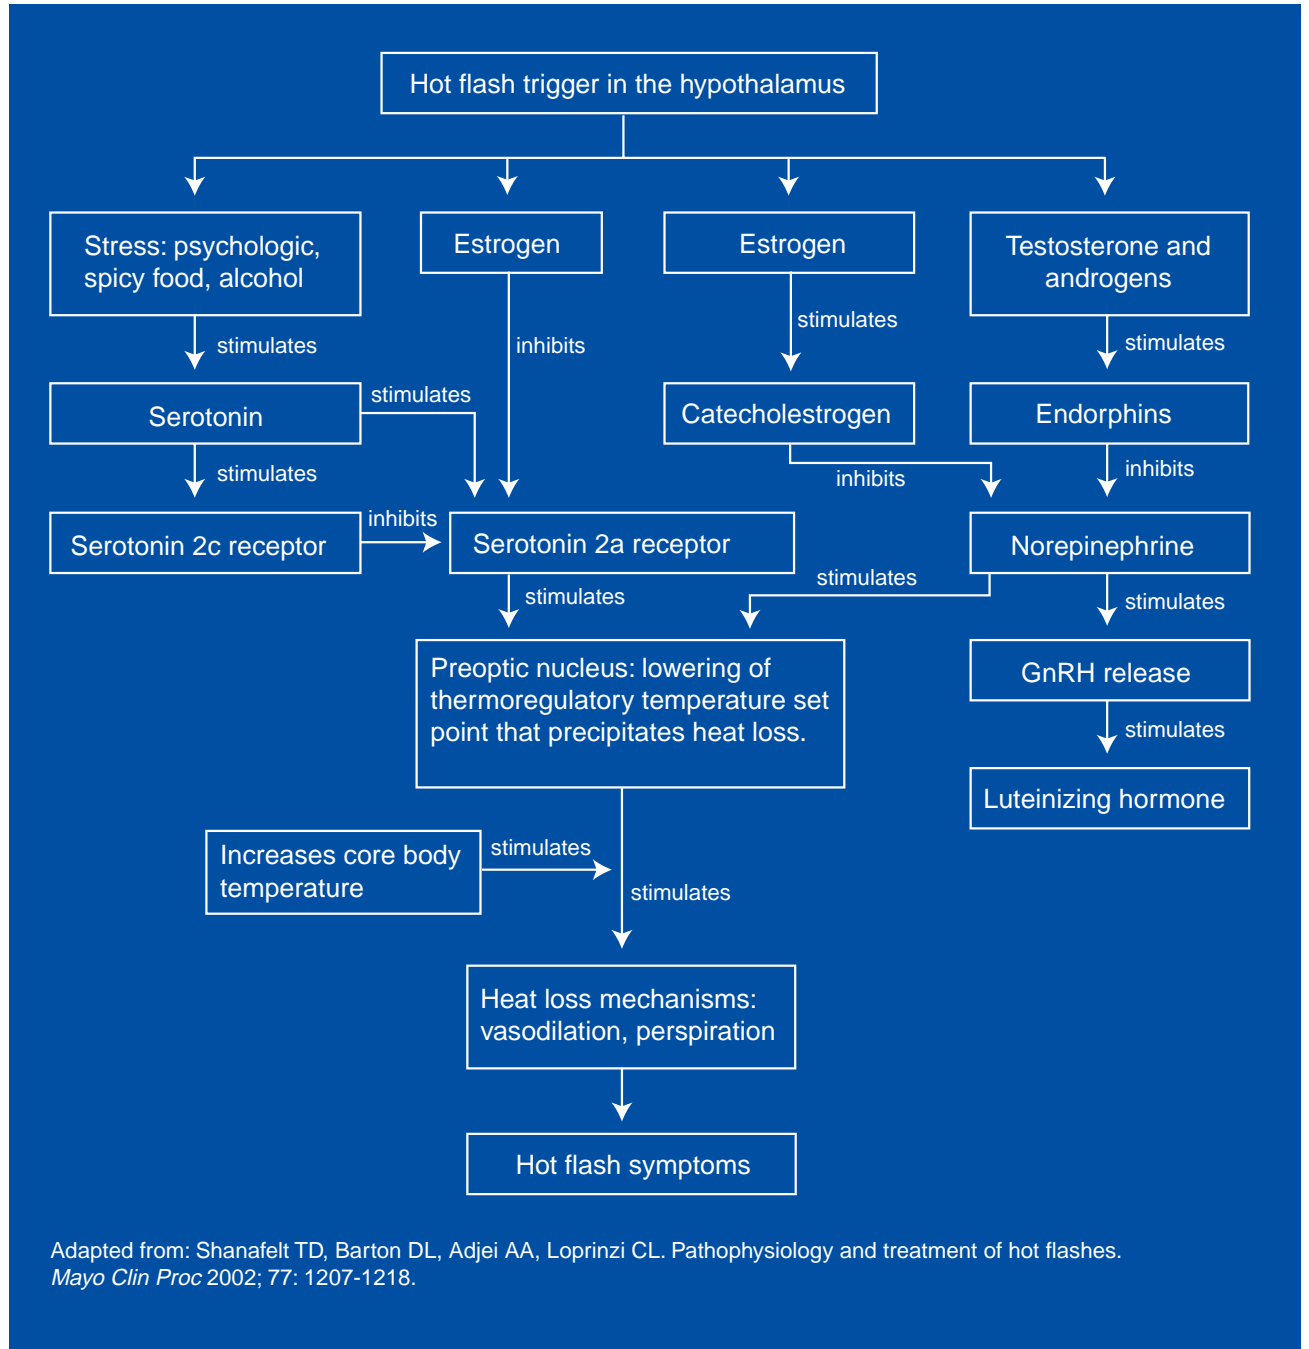 Hot flash trigger in the hypothalamus
Stress: psychologic,
spicy food, alcohol
Estrogen
Estrogen
Testosterone and
androgens
stimulates
inhibits
stimulates
stimulates
Serotonin
stimulates
Catecholestrogen
Endorphins
stimulates
inhibits
inhibits
Serotonin 2c receptor
inhibits
Serotonin 2a receptor
Norepinephrine
stimulates
stimulates
stimulates
Preoptic nucleus: lowering of
thermoregulatory temperature set
point that precipitates heat loss.
GnRH release
stimulates
Luteinizing hormone
Increases core body
temperature
stimulates
stimulates
Heat loss mechanisms:
vasodilation, perspiration
Hot flash symptoms
Adapted from: Shanafelt TD, Barton DL, Adjei AA, Loprinzi CL. Pathophysiology and treatment of hot flashes.
Mayo Clin Proc 2002; 77: 1207-1218.